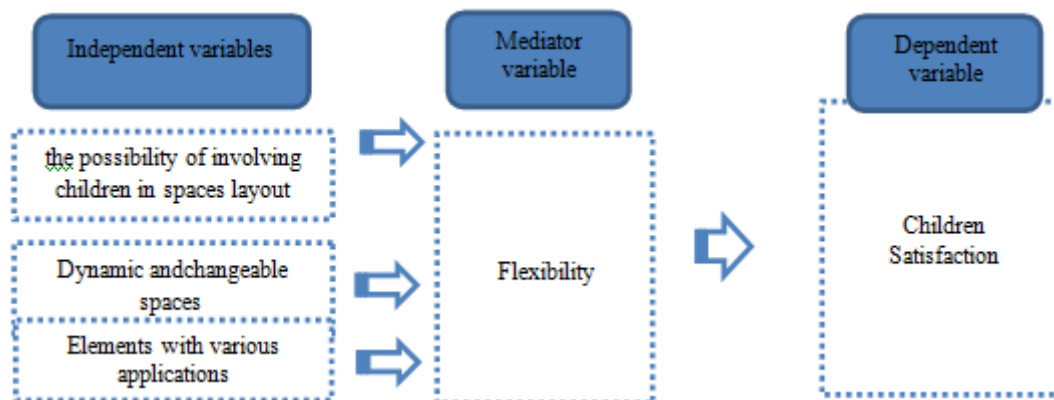 Independent variables
Mediator
variable
Dependent
variable
the possibility of involving
children in spaces layout
Dynamic andchangeable
spaces
Elements with various
applications
Flexibility
Children
Satisfaction